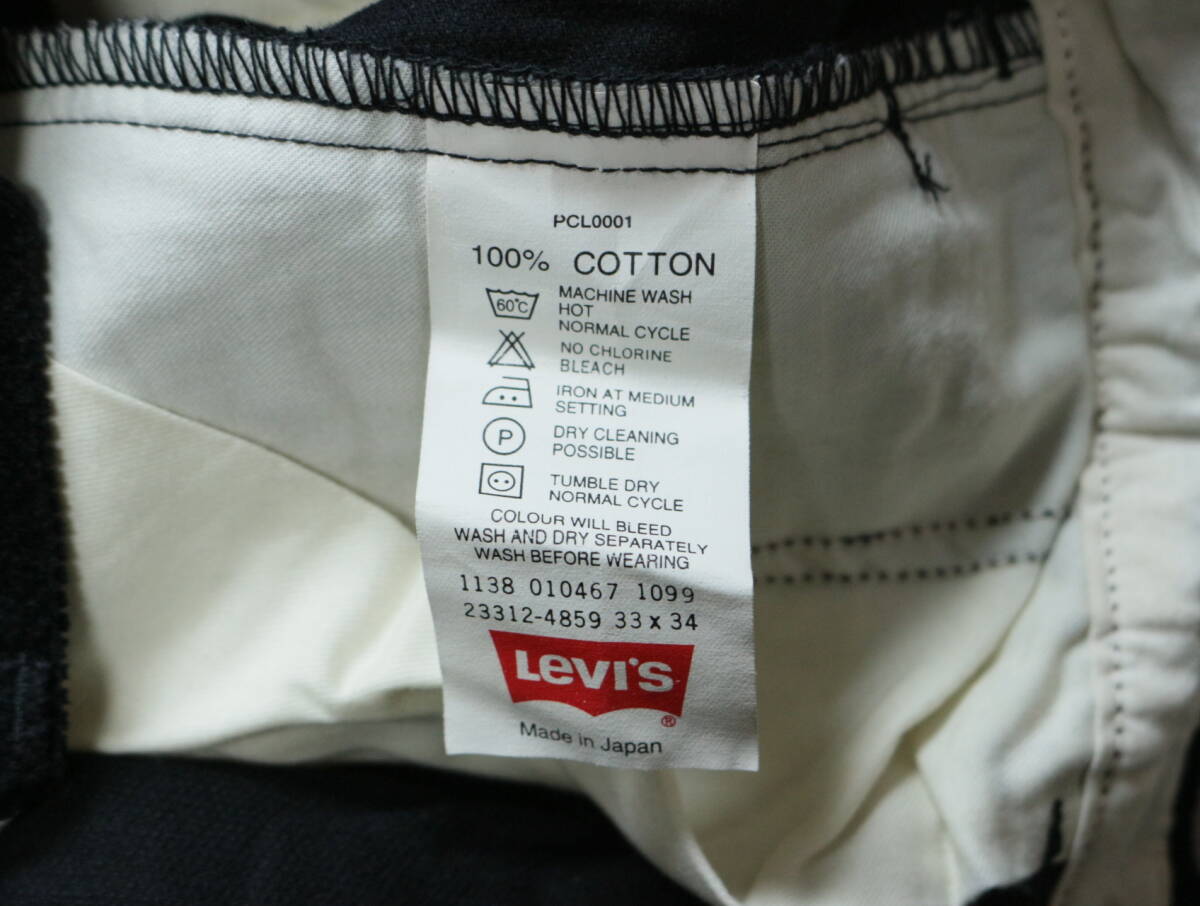 PCL0001
100% COTTON
60°C
MACHINE WASH
HOT
NORMAL CYCLE
NO CHLORINE
BLEACH
IRON AT MEDIUM
SETTING
P
DRY CLEANING
POSSIBLE
TUMBLE DRY
NORMAL CYCLE
COLOUR WILL BLEED
WASH AND DRY SEPARATELY
WASH BEFORE WEARING
1138 010467 1099
23312-4859 33 x 34
LEVI'S
®
Made in Japan